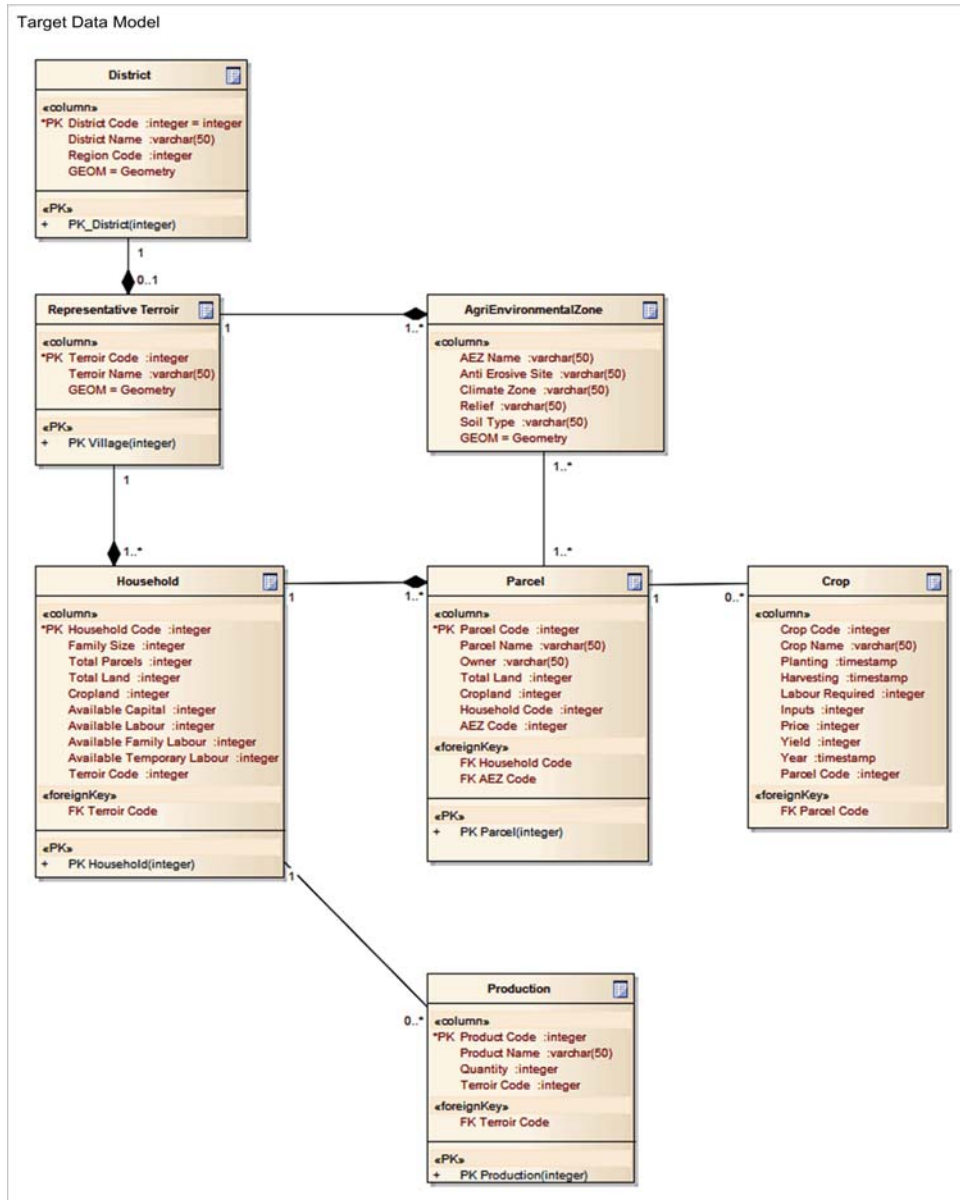 Target Data Model
District
«column»
*PK District Code :integer = integer
District Name :varchar(50)
Region Code :integer
GEOM = Geometry
«PK»
+ PK_District(integer)
1
0..1
Representative Terroir
«column»
*PK Terroir Code :integer
Terroir Name :varchar(50)
GEOM = Geometry
«PK»
+ PK Village(integer)
1
1..*
AgriEnvironmentalZone
«column»
AEZ Name :varchar(50)
Anti Erosive Site :varchar(50)
Climate Zone :varchar(50)
Relief :varchar(50)
Soil Type :varchar(50)
GEOM = Geometry
1..*
1..*
1
1..*
Household
«column»
*PK Household Code :integer
Family Size :integer
Total Parcels :integer
Total Land :integer
Cropland :integer
Available Capital :integer
Available Labour :integer
Available Family Labour :integer
Available Temporary Labour :integer
Terroir Code :integer
«foreignKey»
FK Terroir Code
«PK»
+ PK Household(integer)
1
1..*
Parcel
«column»
*PK Parcel Code :integer
Parcel Name :varchar(50)
Owner :varchar(50)
Total Land :integer
Cropland :integer
Household Code :integer
AEZ Code :integer
«foreignKey»
FK Household Code
FK AEZ Code
«PK»
+ PK Parcel(integer)
1
0..*
Crop
«column»
Crop Code :integer
Crop Name :varchar(50)
Planting :timestamp
Harvesting :timestamp
Labour Required :integer
Inputs :integer
Price :integer
Yield :integer
Year :timestamp
Parcel Code :integer
«foreignKey»
FK Parcel Code
1
0..*
Production
«column»
*PK Product Code :integer
Product Name :varchar(50)
Quantity :integer
Terroir Code :integer
«foreignKey»
FK Terroir Code
«PK»
+ PK Production(integer)